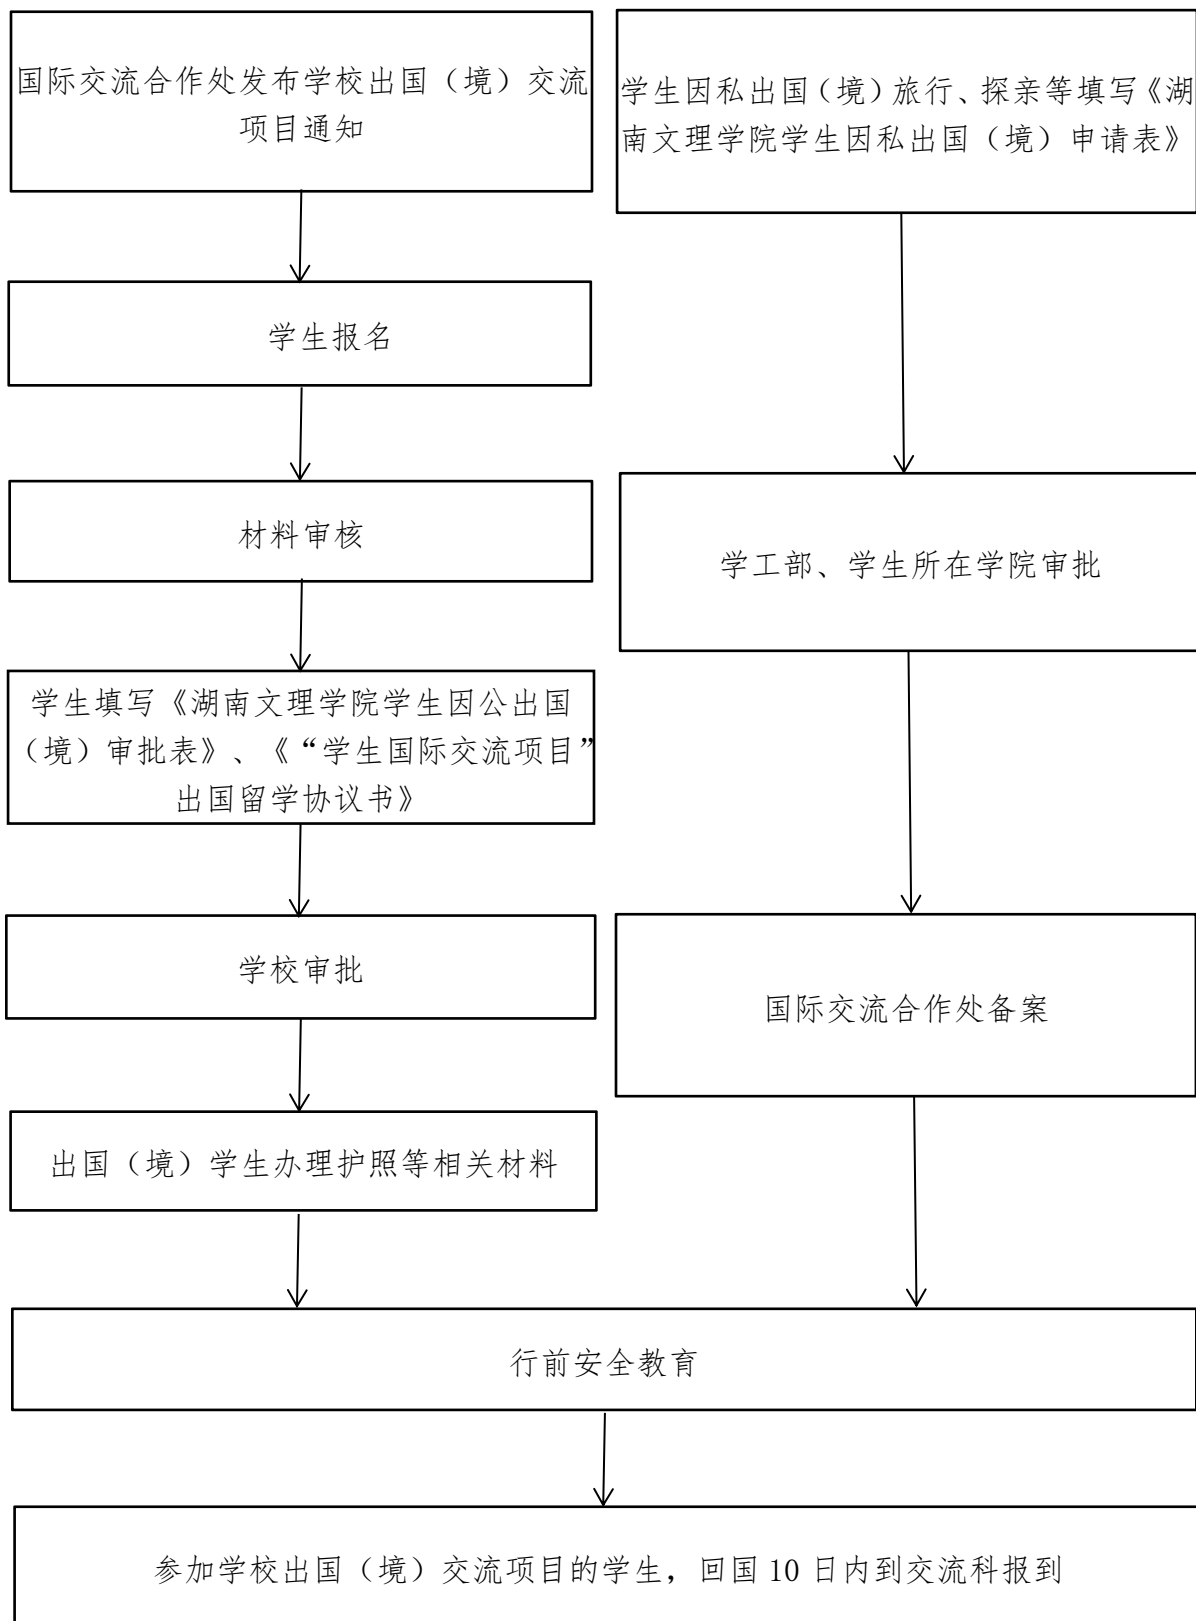 国际交流合作处发布学校出国（境）交流
项目通知
学生报名
材料审核
学生填写《湖南文理学院学生因公出国
（境）审批表》、《“学生国际交流项目”
出国留学协议书》
学校审批
出国（境）学生办理护照等相关材料
学生因私出国（境）旅行、探亲等填写《湖
南文理学院学生因私出国（境）申请表》
学工部、学生所在学院审批
国际交流合作处备案
行前安全教育
参加学校出国（境）交流项目的学生，回国 10 日内到交流科报到